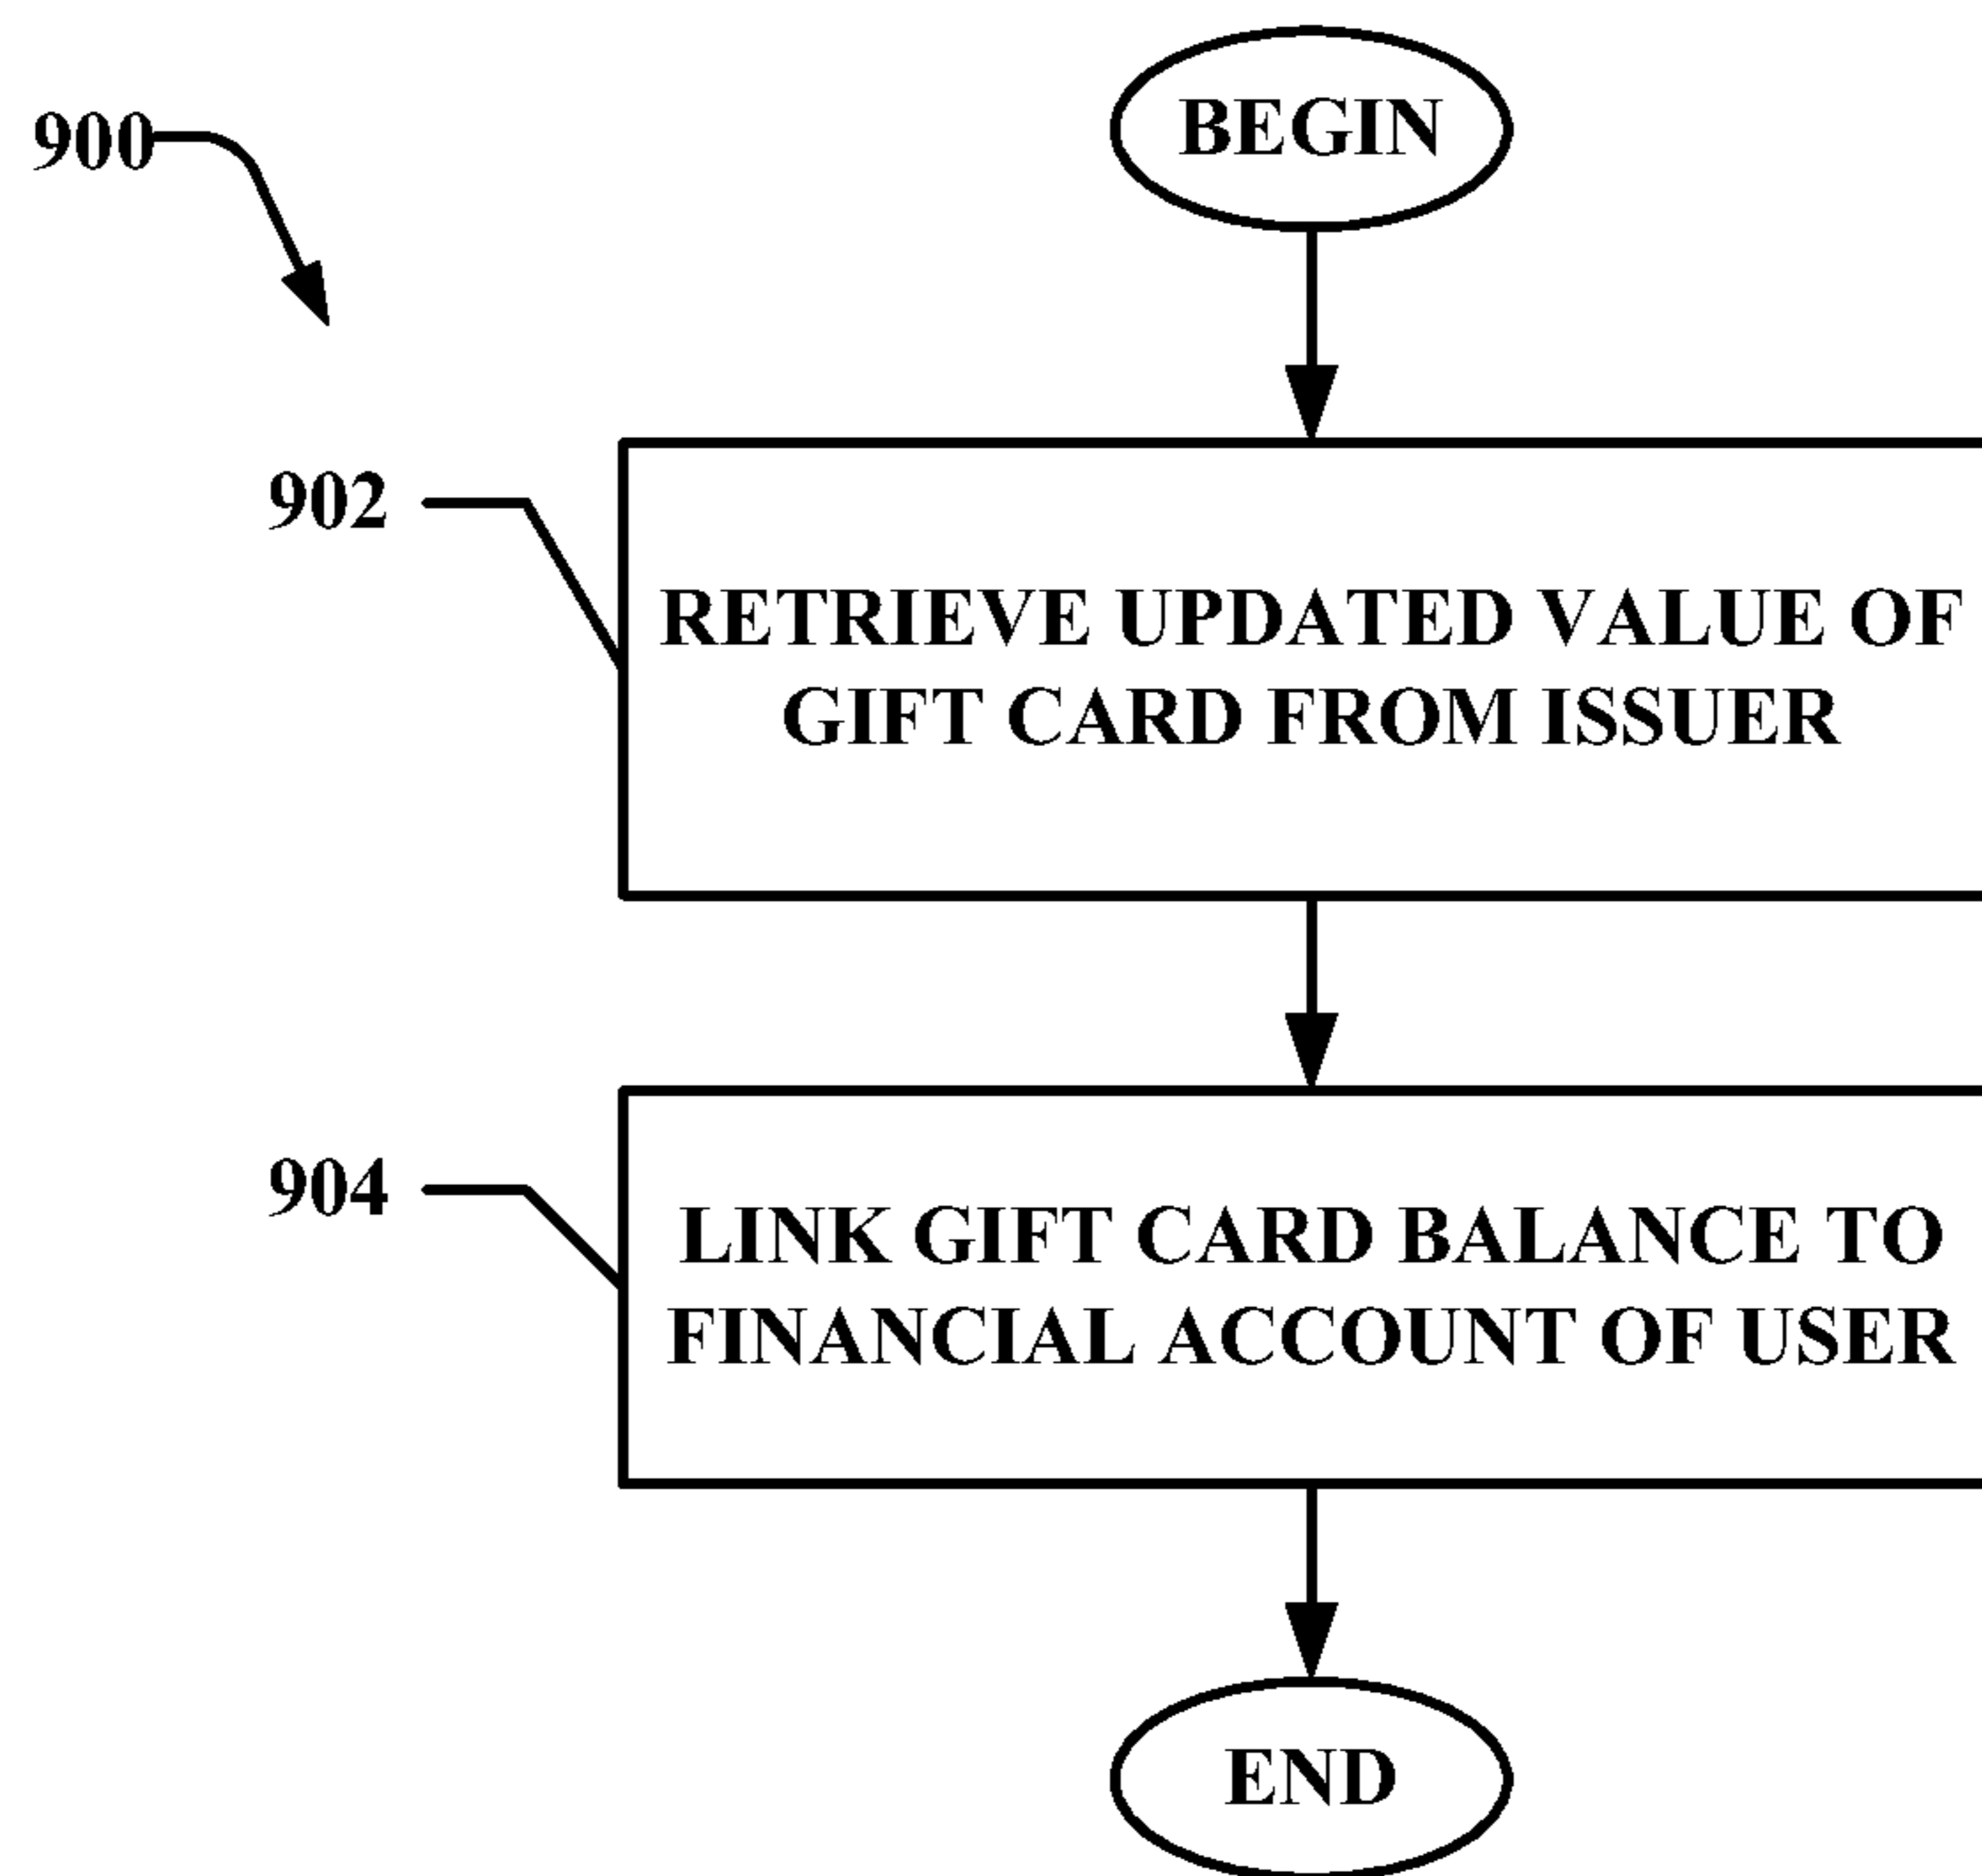 900
BEGIN
902
RETRIEVE UPDATED VALUE OF
GIFT CARD FROM ISSUER
904
LINK GIFT CARD BALANCE TO
FINANCIAL ACCOUNT OF USER
END